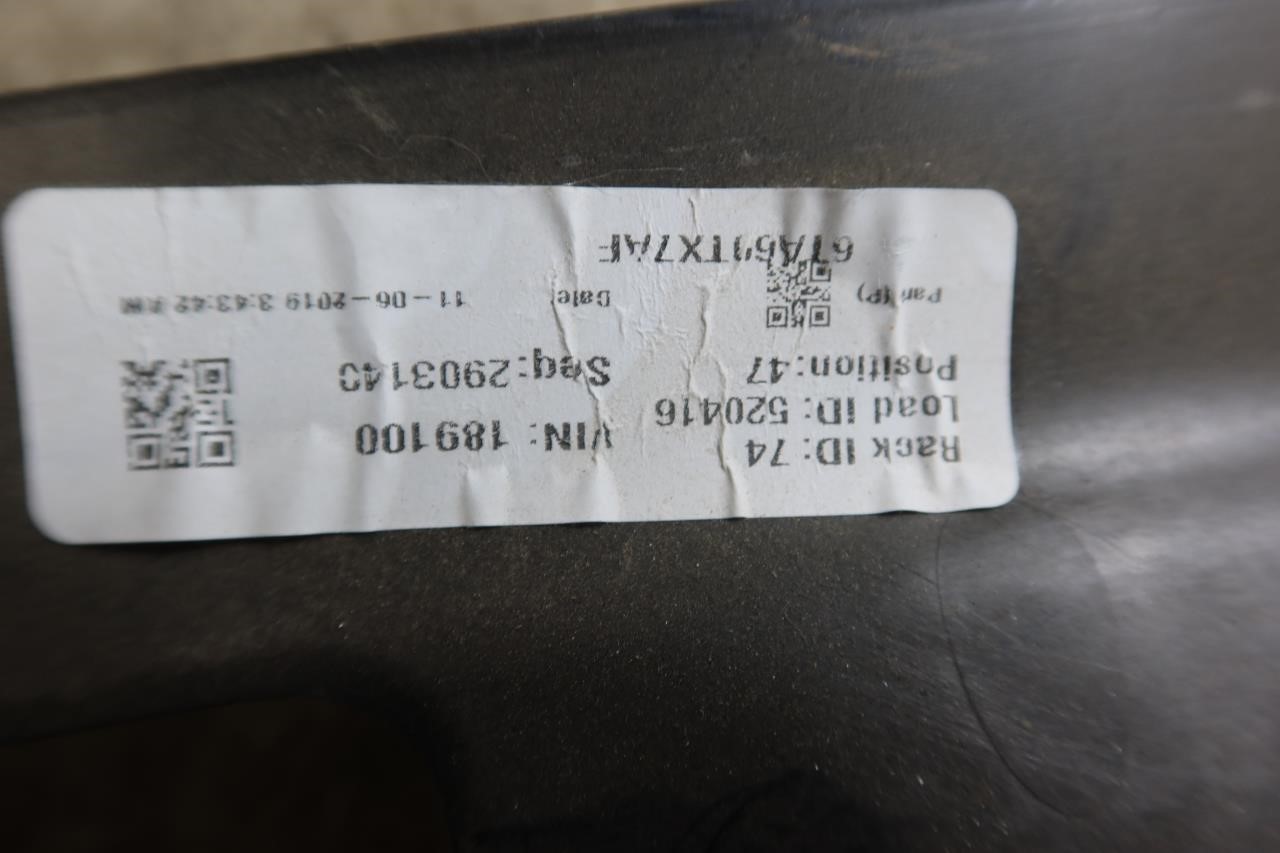 Rack ID: 74 VIN: 189100
Load ID: 520416
Position: 47 Seq: 2903140
Part (P) Date: 11-06-2019 3:43:42 PM